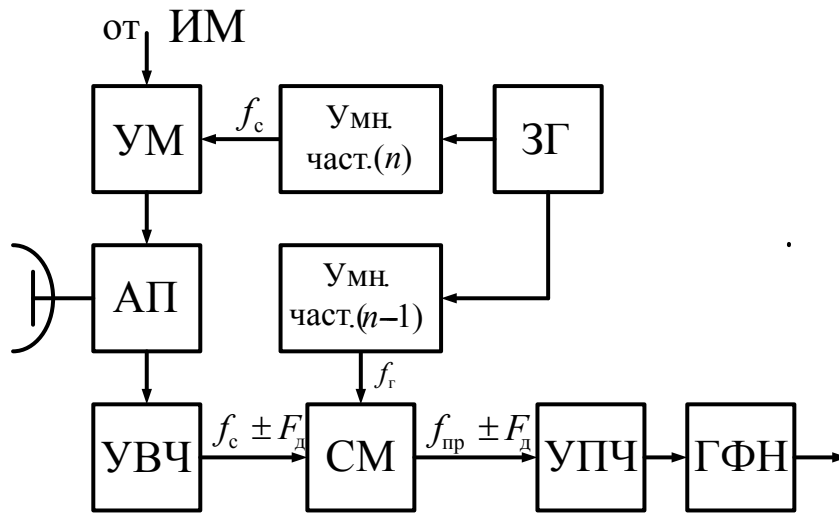 от ИМ
УМ
f_с
Умн.
част.(n)
ЗГ
АП
Умн.
част.(n−1)
f_г
УВЧ
f_с ± F_д
СМ
f_пр ± F_д
УПЧ
ГФН